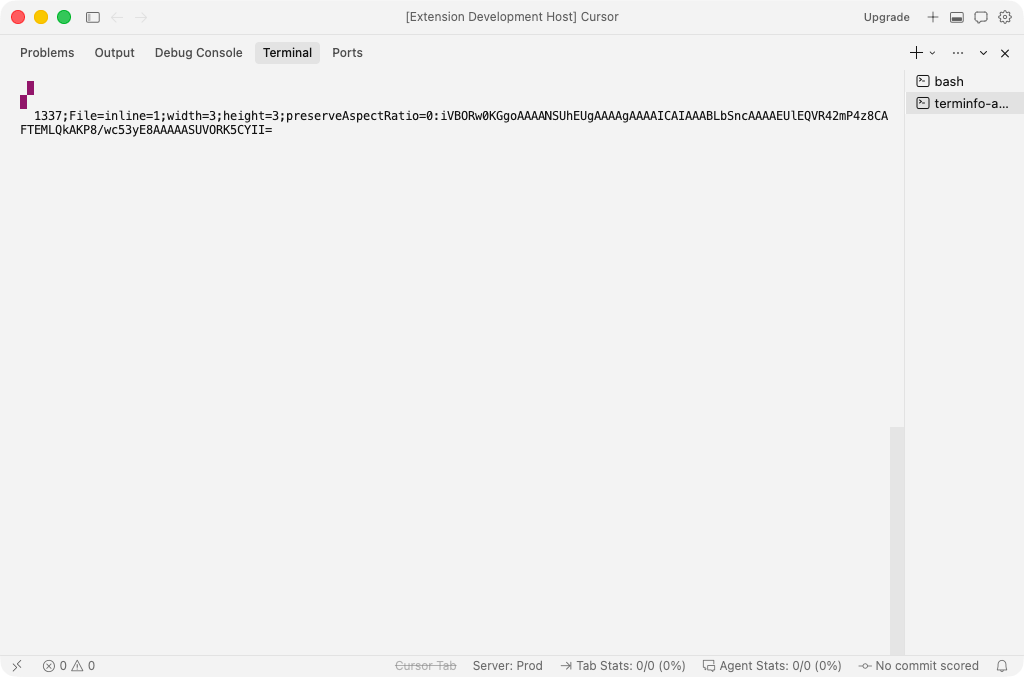 [Extension Development Host] Cursor
Upgrade
Problems
Output
Debug Console
Terminal
Ports
1337;File=inline=1;width=3;height=3;preserveAspectRatio=0:iVBORw0KGgoAAAANSUhEUgAAAAgAAAAICAIAAABLbSncAAAAEUlEQVR42mP4z8CA
FTEMLQkAKP8/wc53yE8AAAAASUVORK5CYII=
bash
terminfo-a...
0
0
Cursor Tab
Server: Prod
Tab Stats: 0/0 (0%)
Agent Stats: 0/0 (0%)
No commit scored